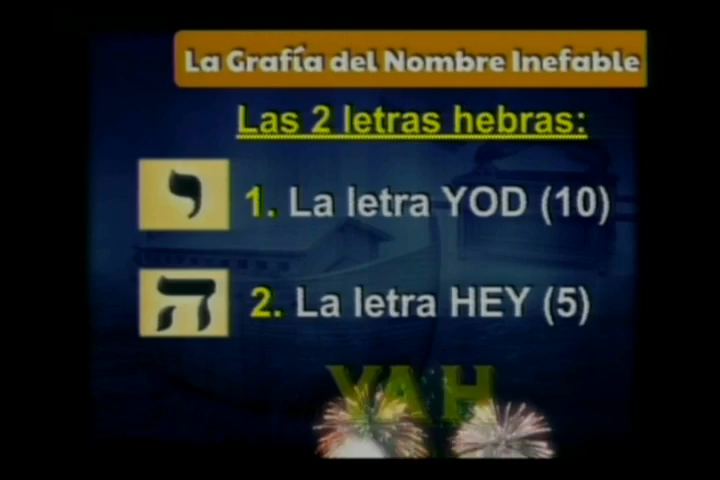 La Grafía del Nombre Inefable
Las 2 letras hebras:
י 1. La letra YOD (10)
ה 2. La letra HEY (5)
YAH